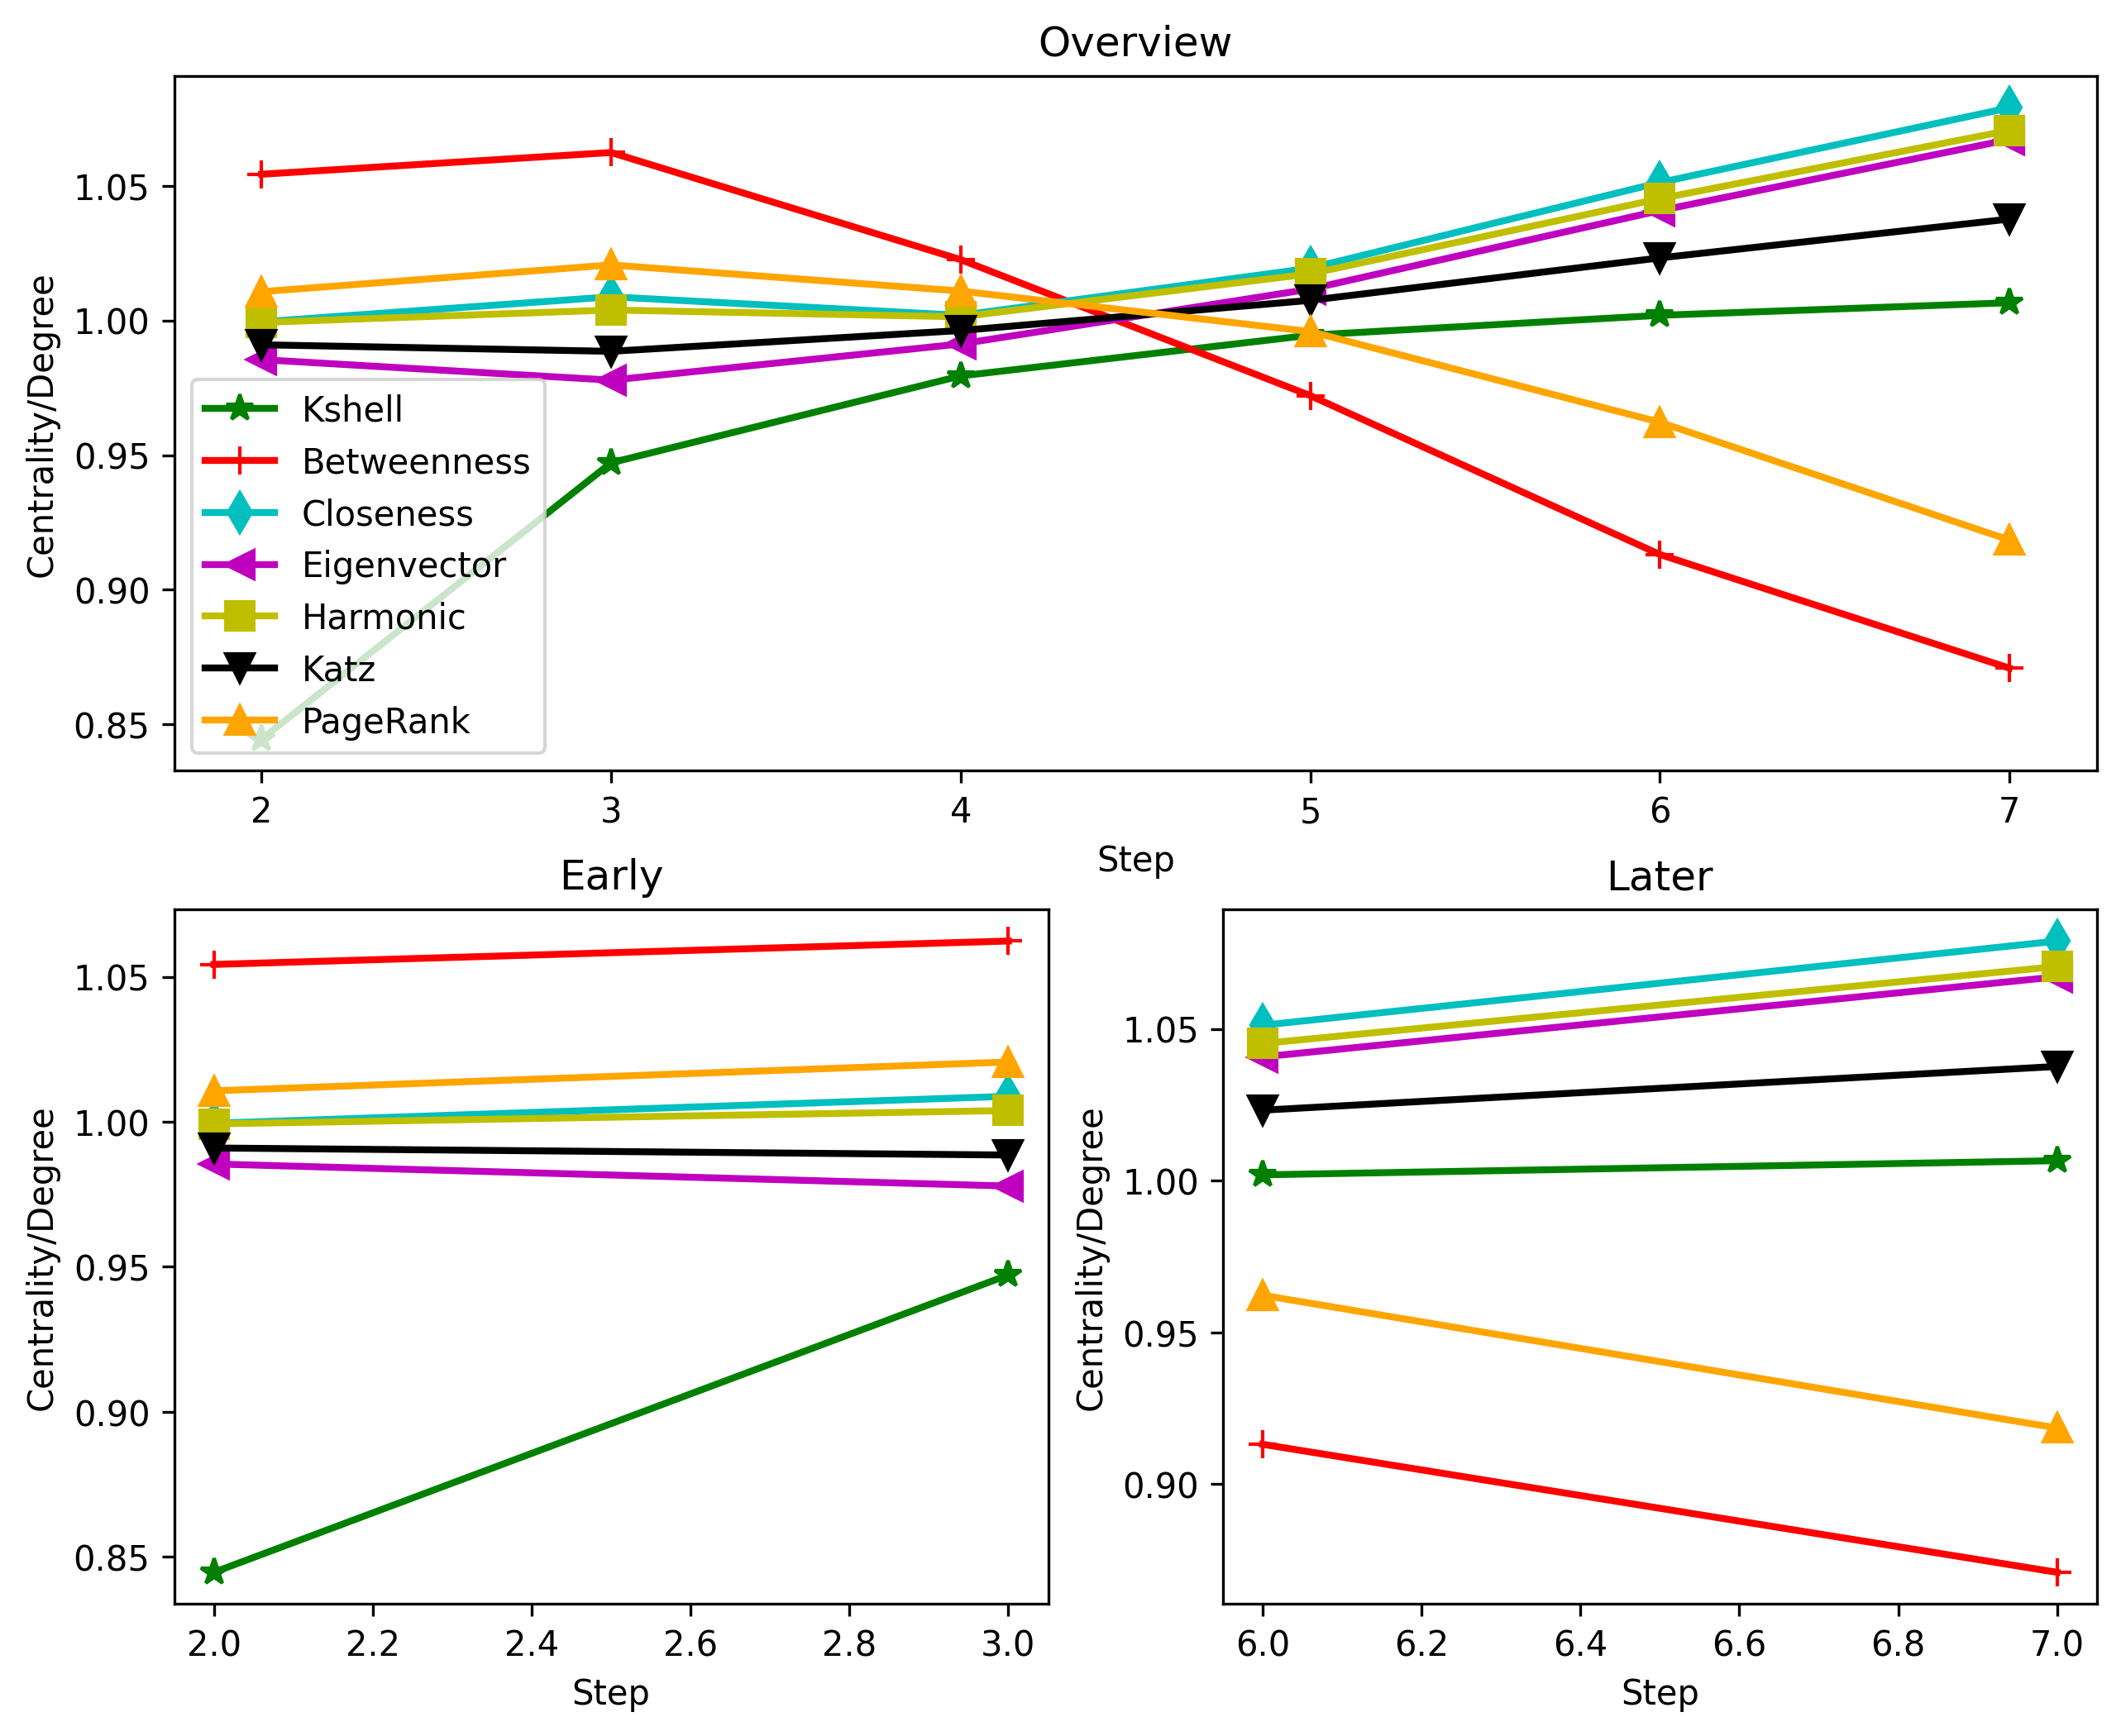 Overview
Centrality/Degree
1.05
1.00
0.95
0.90
0.85
Kshell
Betweenness
Closeness
Eigenvector
Harmonic
Katz
PageRank
2 3 4 5 6 7
Step
Early
Centrality/Degree
1.05
1.00
0.95
0.90
0.85
2.0 2.2 2.4 2.6 2.8 3.0
Step
Later
Centrality/Degree
1.05
1.00
0.95
0.90
6.0 6.2 6.4 6.6 6.8 7.0
Step